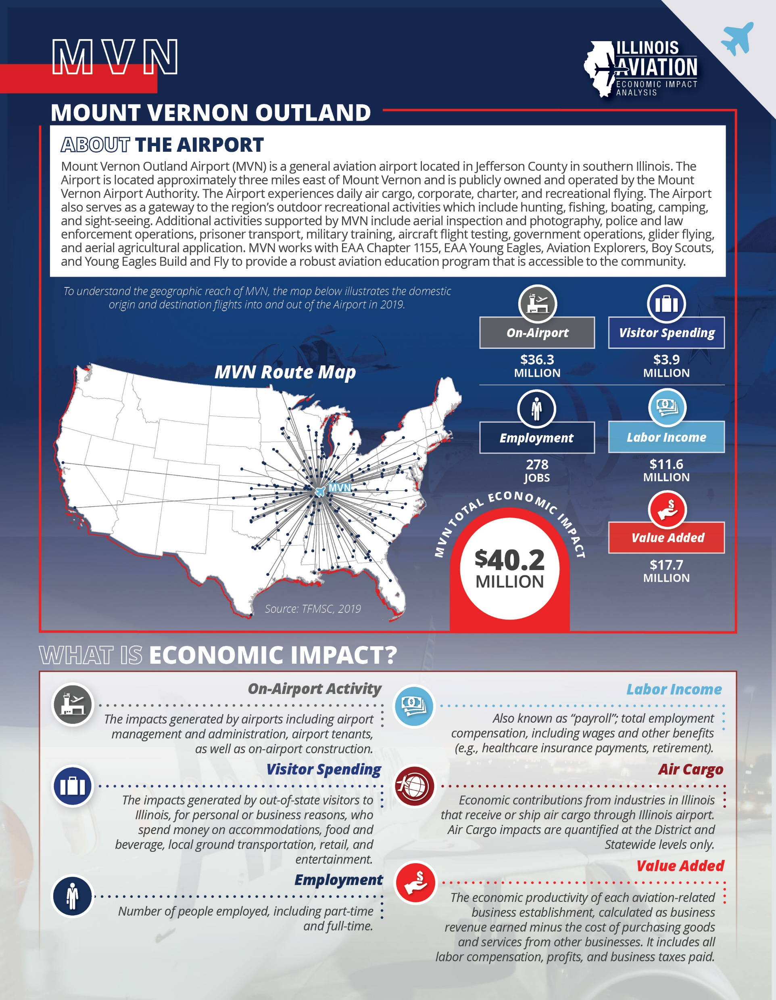 MVN
ILLINOIS
AVIATION
ECONOMIC IMPACT
ANALYSIS
MOUNT VERNON OUTLAND
ABOUT THE AIRPORT
Mount Vernon Outland Airport (MVN) is a general aviation airport located in Jefferson County in southern Illinois. The
Airport is located approximately three miles east of Mount Vernon and is publicly owned and operated by the Mount
Vernon Airport Authority. The Airport experiences daily air cargo, corporate, charter, and recreational flying. The Airport
also serves as a gateway to the region's outdoor recreational activities which include hunting, fishing, boating, camping,
and sight-seeing. Additional activities supported by MVN include aerial inspection and photography, police and law
enforcement operations, prisoner transport, military training, aircraft flight testing, government operations, glider flying,
and aerial agricultural application. MVN works with EAA Chapter 1155, EAA Young Eagles, Aviation Explorers, Boy Scouts,
and Young Eagles Build and Fly to provide a robust aviation education program that is accessible to the community.
To understand the geographic reach of MVN, the map below illustrates the domestic
origin and destination flights into and out of the Airport in 2019.
MVN Route Map
MVN
Source: TFMSC, 2019
On-Airport
$36.3
MILLION
Visitor Spending
$3.9
MILLION
Employment
278
JOBS
Labor Income
$11.6
MILLION
MVN TOTAL ECONOMIC IMPACT
$40.2
MILLION
Value Added
$17.7
MILLION
WHAT IS ECONOMIC IMPACT?
On-Airport Activity
The impacts generated by airports including airport
management and administration, airport tenants,
as well as on-airport construction.
Visitor Spending
The impacts generated by out-of-state visitors to
Illinois, for personal or business reasons, who
spend money on accommodations, food and
beverage, local ground transportation, retail, and
entertainment.
Employment
Number of people employed, including part-time
and full-time.
Labor Income
Also known as “payroll”; total employment
compensation, including wages and other benefits
(e.g., healthcare insurance payments, retirement).
Air Cargo
Economic contributions from industries in Illinois
that receive or ship air cargo through Illinois airport.
Air Cargo impacts are quantified at the District and
Statewide levels only.
Value Added
The economic productivity of each aviation-related
business establishment, calculated as business
revenue earned minus the cost of purchasing goods
and services from other businesses. It includes all
labor compensation, profits, and business taxes paid.